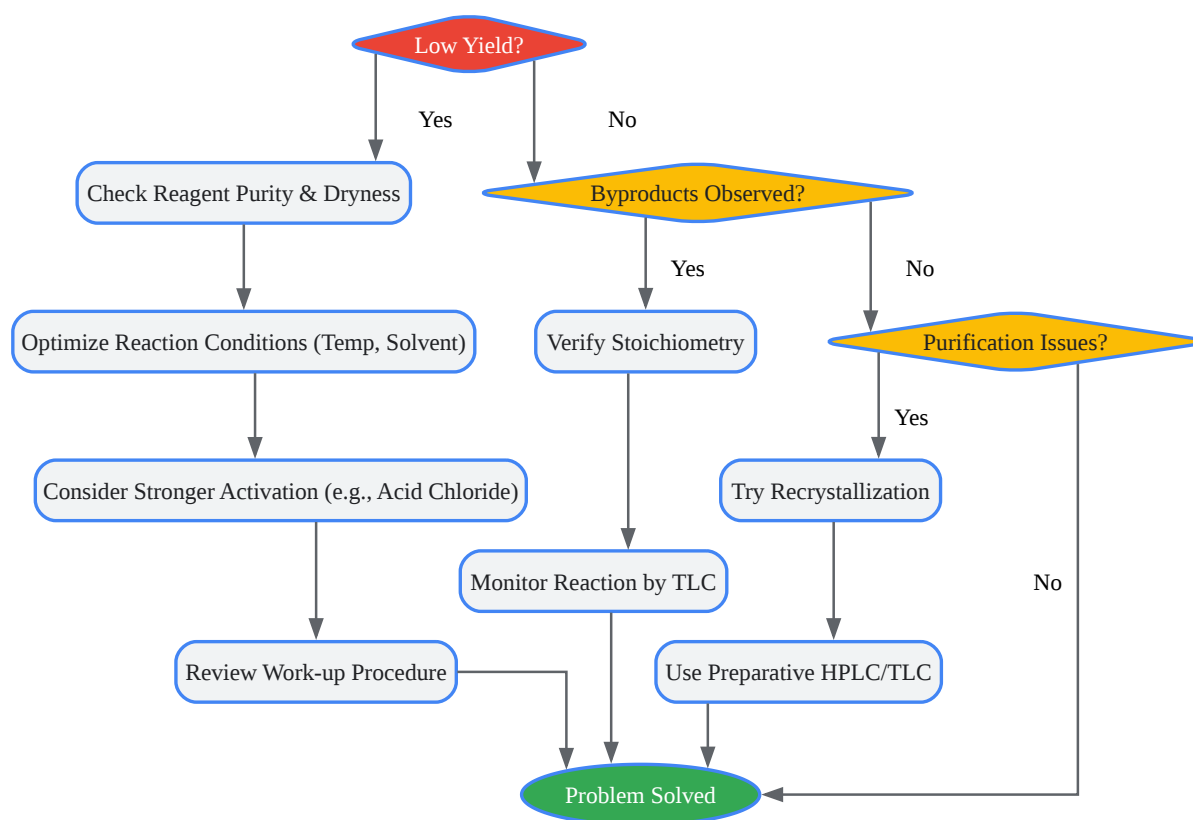 Low Yield?
Yes
No
Check Reagent Purity & Dryness
Byproducts Observed?
Yes
No
Optimize Reaction Conditions (Temp, Solvent)
Verify Stoichiometry
Purification Issues?
Yes
Consider Stronger Activation (e.g., Acid Chloride)
Try Recrystallization
Monitor Reaction by TLC
No
Review Work-up Procedure
Use Preparative HPLC/TLC
Problem Solved